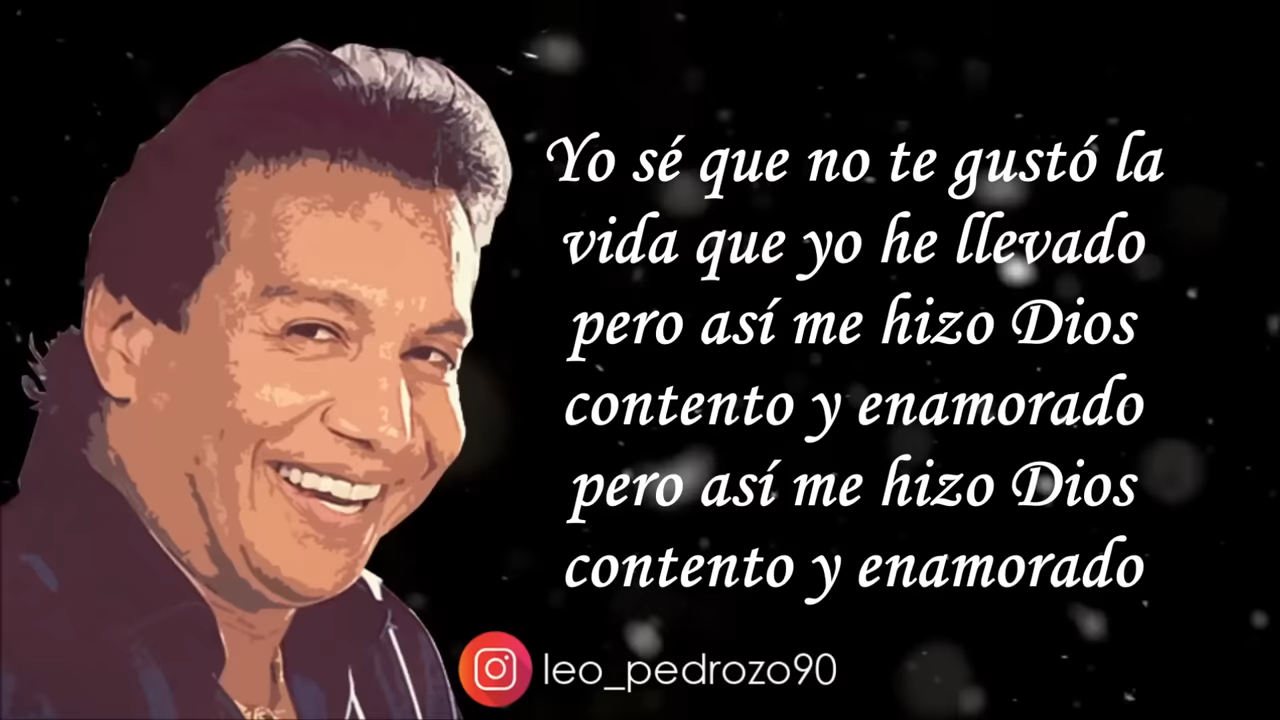 Yo sé que no te gustó la
vida que yo he llevado
pero así me hizo Dios
contento y enamorado
pero así me hizo Dios
contento y enamorado
leo_pedrozo90